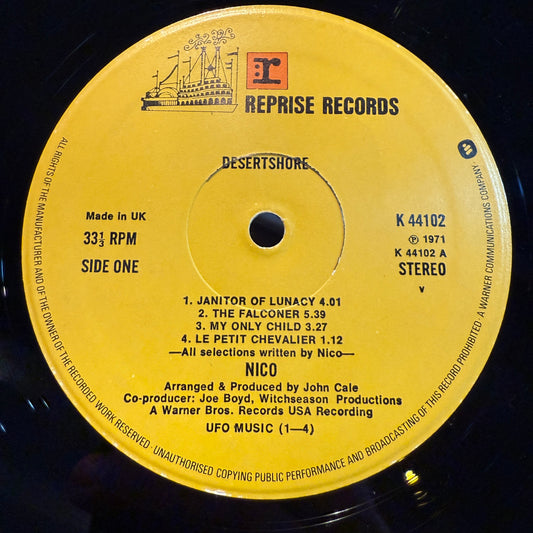 r
REPRISE RECORDS
DESERTSHORE
Made in UK
33⅓ RPM
SIDE ONE
K 44102
℗ 1971
K 44102 A
STEREO
v
1. JANITOR OF LUNACY 4.01
2. THE FALCONER 5.39
3. MY ONLY CHILD 3.27
4. LE PETIT CHEVALIER 1.12
—All selections written by Nico—
NICO
Arranged & Produced by John Cale
Co-producer: Joe Boyd, Witchseason Productions
A Warner Bros. Records USA Recording
UFO MUSIC (1—4)
ALL RIGHTS OF THE MANUFACTURER AND OF THE OWNER OF THE RECORDED WORK RESERVED · UNAUTHORISED COPYING PUBLIC PERFORMANCE AND BROADCASTING OF THIS RECORD PROHIBITED · A WARNER COMMUNICATIONS COMPANY ·